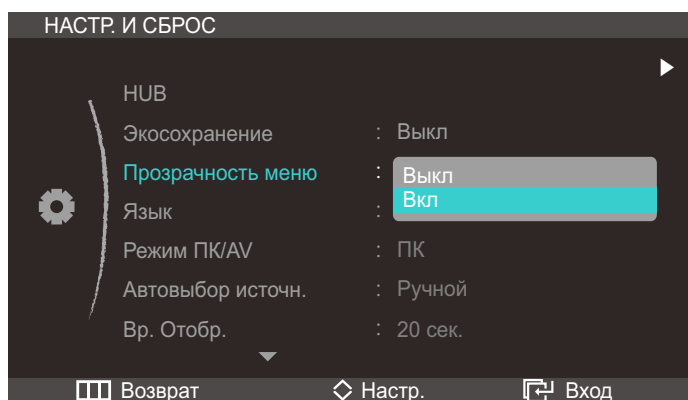 НАСТР. И СБРОС
HUB
Экосохранение : Выкл
Прозрачность меню : Выкл
Вкл
Язык :
Режим ПК/AV : ПК
Автовыбор источн. : Ручной
Вр. Отобр. : 20 сек.
Возврат Настр. Вход